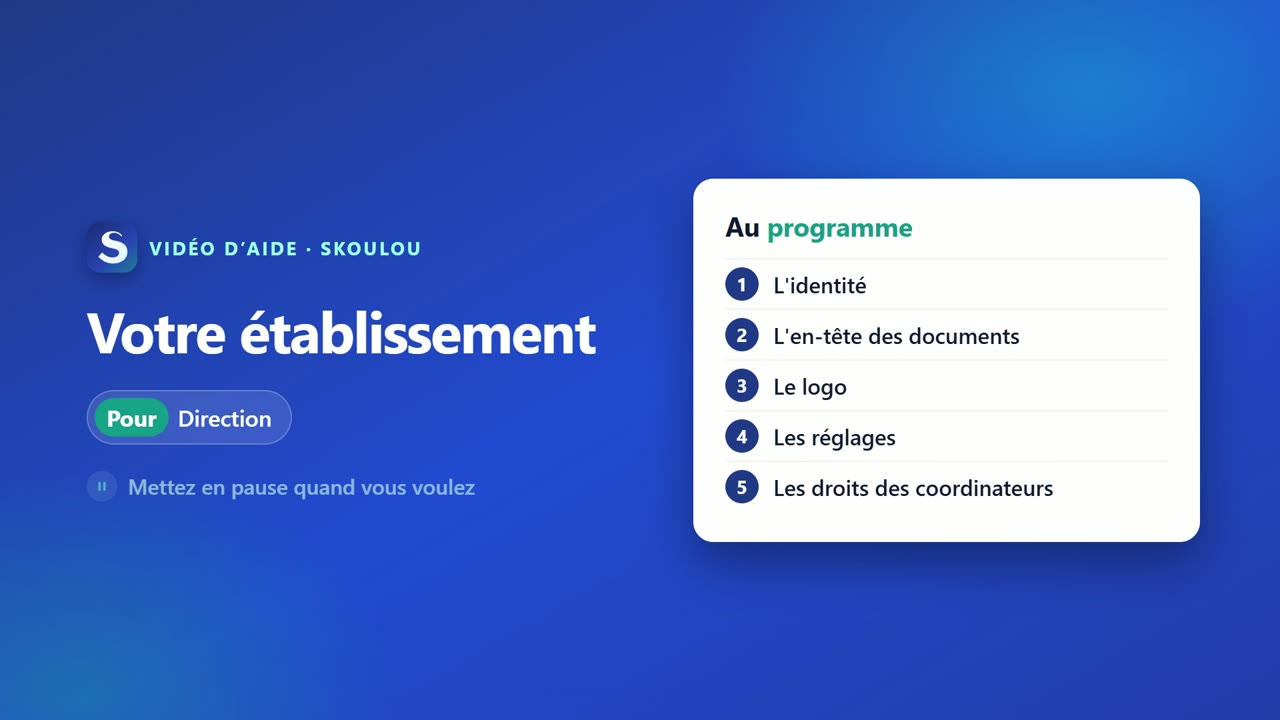 S
VIDÉO D'AIDE · SKOULOU
Votre établissement
Pour Direction
Mettez en pause quand vous voulez
Au programme
1 L'identité
2 L'en-tête des documents
3 Le logo
4 Les réglages
5 Les droits des coordinateurs